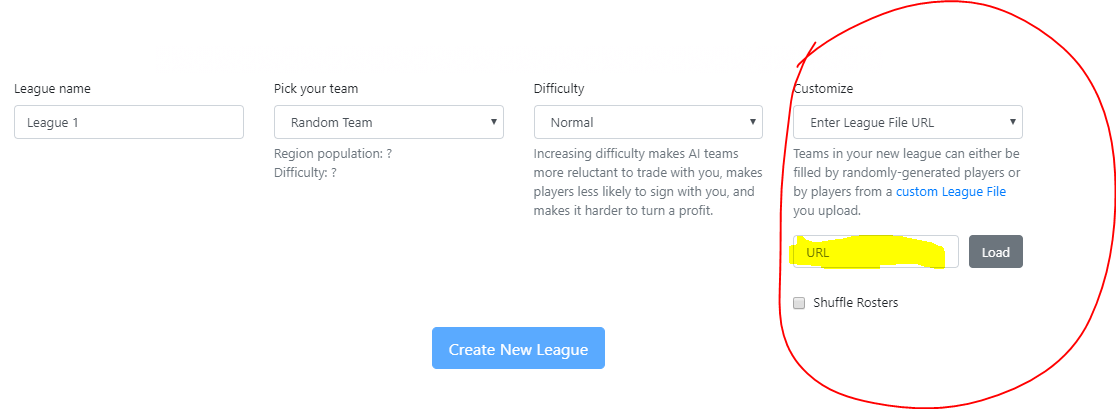 League name
League 1
Pick your team
Random Team
Region population: ?
Difficulty: ?
Difficulty
Normal
Increasing difficulty makes AI teams
more reluctant to trade with you, makes
players less likely to sign with you, and
makes it harder to turn a profit.
Customize
Enter League File URL
Teams in your new league can either be
filled by randomly-generated players or
by players from a custom League File
you upload.
URL
Load
Shuffle Rosters
Create New League